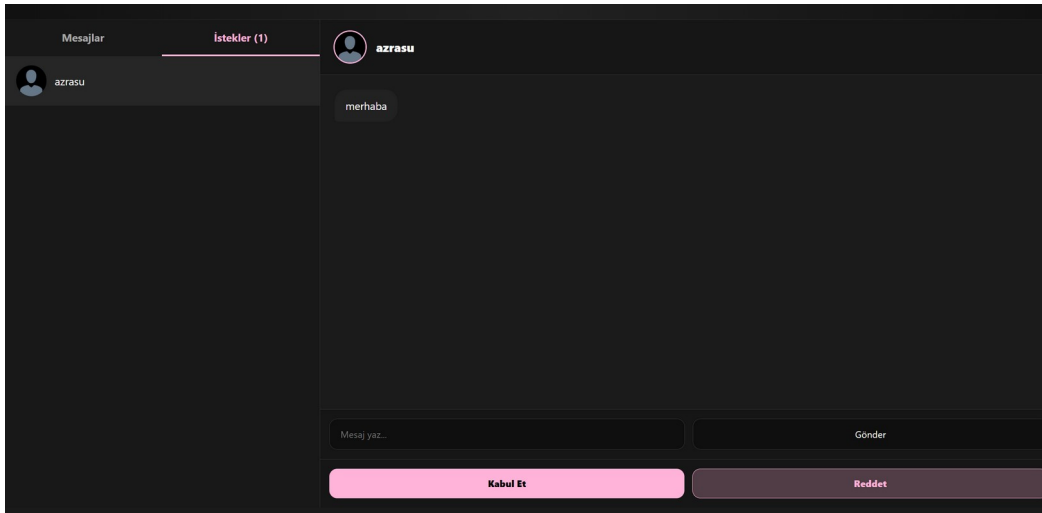 Mesajlar
İstekler (1)
azrasu
azrasu
merhaba
Mesaj yaz...
Gönder
Kabul Et
Reddet